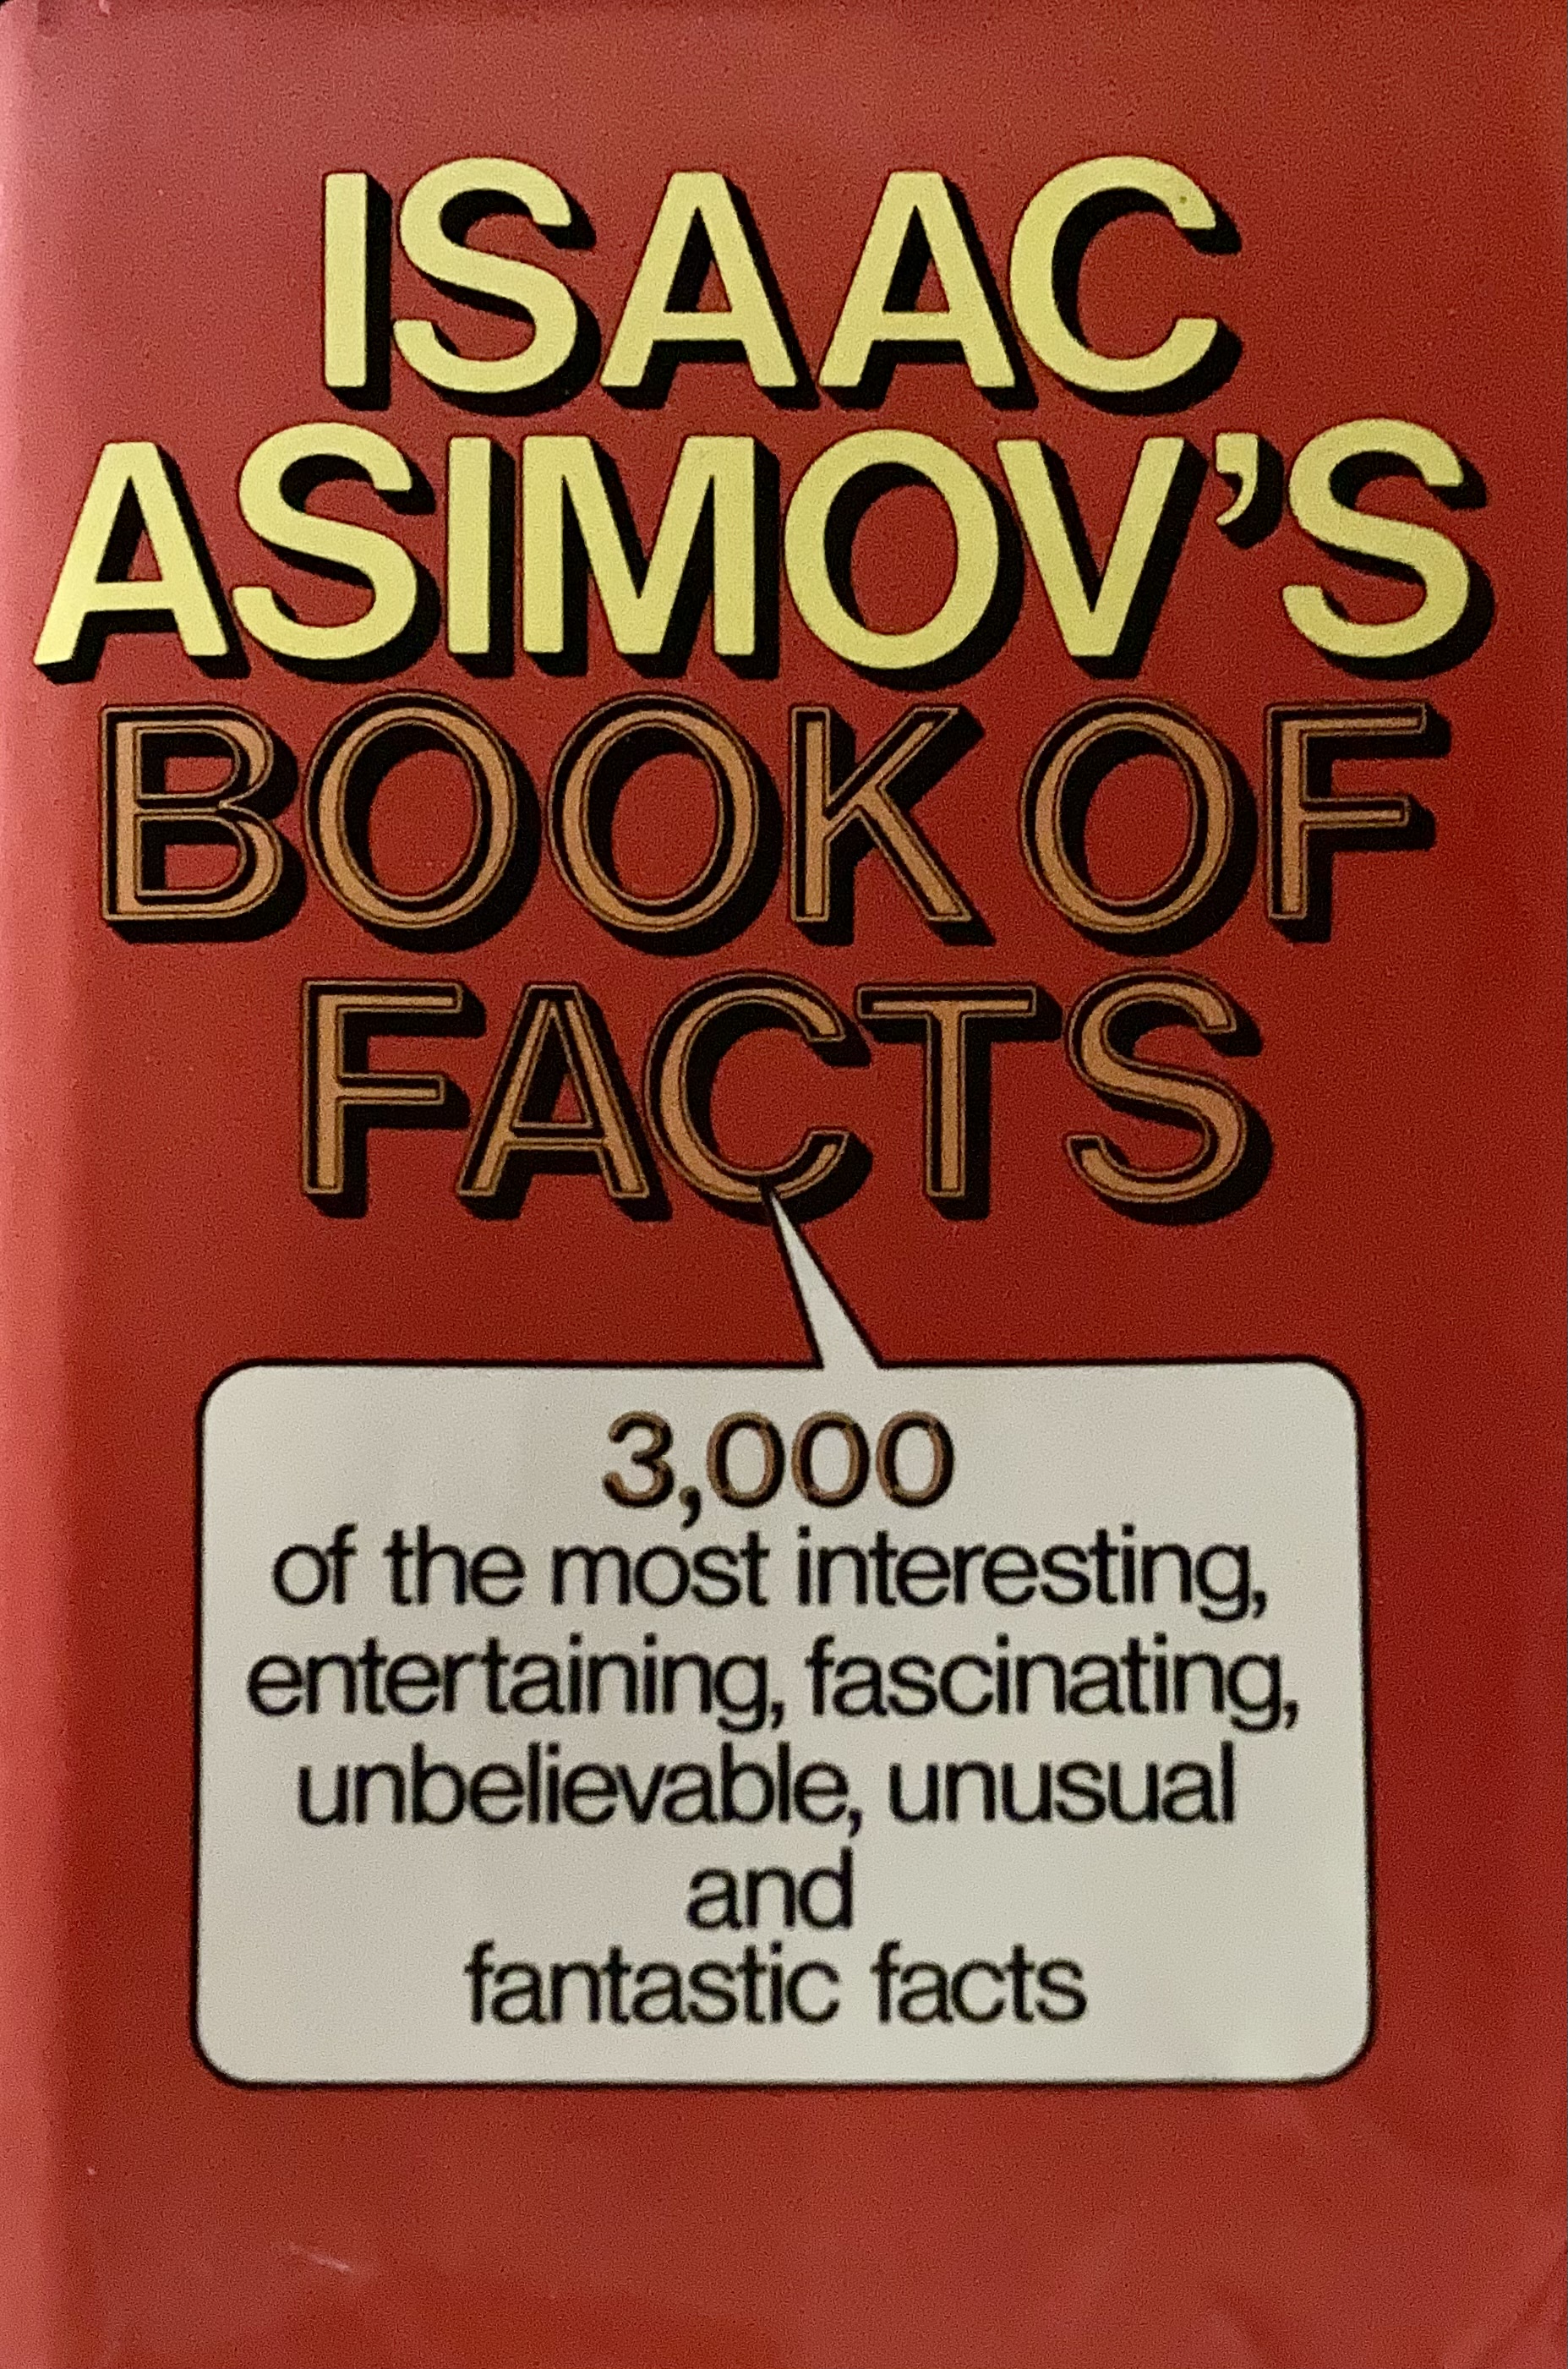 ISAAC
ASIMOV'S
BOOK OF
FACTS
3,000
of the most interesting,
entertaining, fascinating,
unbelievable, unusual
and
fantastic facts